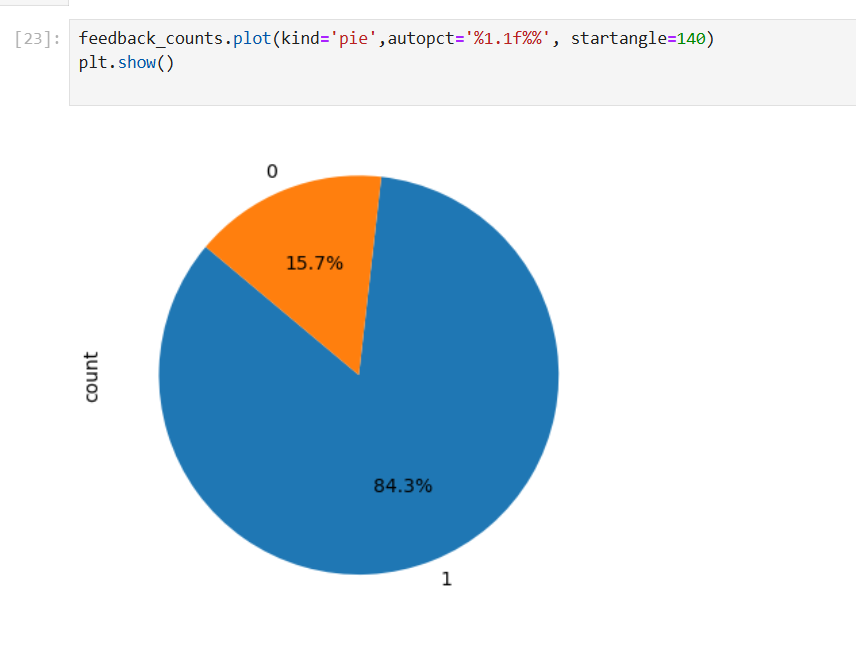 [23]: feedback_counts.plot(kind='pie',autopct='%1.1f%%', startangle=140)
plt.show()
0
15.7%
count
84.3%
1